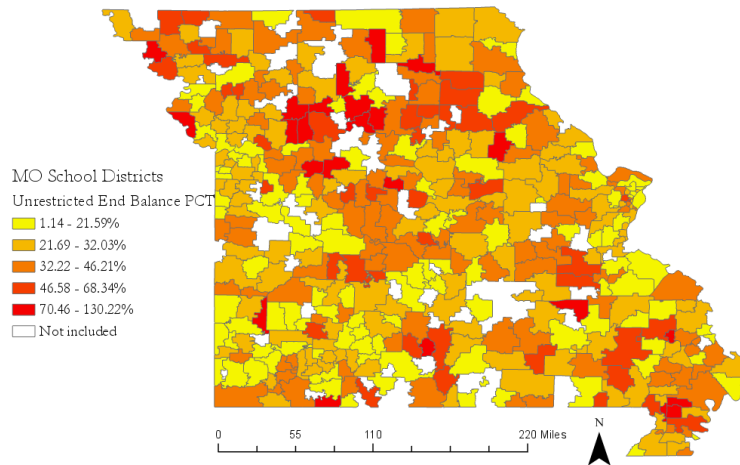 MO School Districts
Unrestricted End Balance PCT
1.14 - 21.59%
21.69 - 32.03%
32.22 - 46.21%
46.58 - 68.34%
70.46 - 130.22%
Not included
N
0 55 110 220 Miles